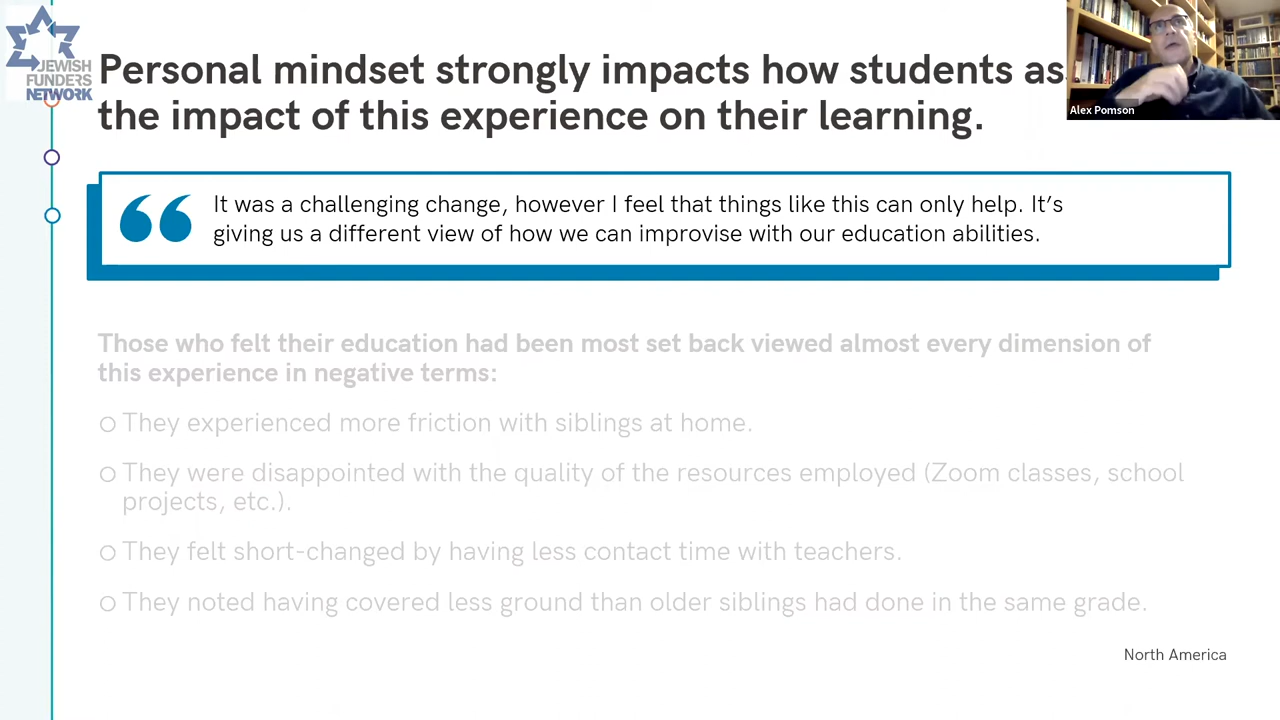 JEWISH
FUNDERS
NETWORK
Personal mindset strongly impacts how students
the impact of this experience on their learning.
Alex Pomson
It was a challenging change, however I feel that things like this can only help. It’s
giving us a different view of how we can improvise with our education abilities.
Those who felt their education had been most set back viewed almost every dimension of
this experience in negative terms:
They experienced more friction with siblings at home.
They were disappointed with the quality of the resources employed (Zoom classes, school
projects, etc.).
They felt short-changed by having less contact time with teachers.
They noted having covered less ground than older siblings had done in the same grade.
North America